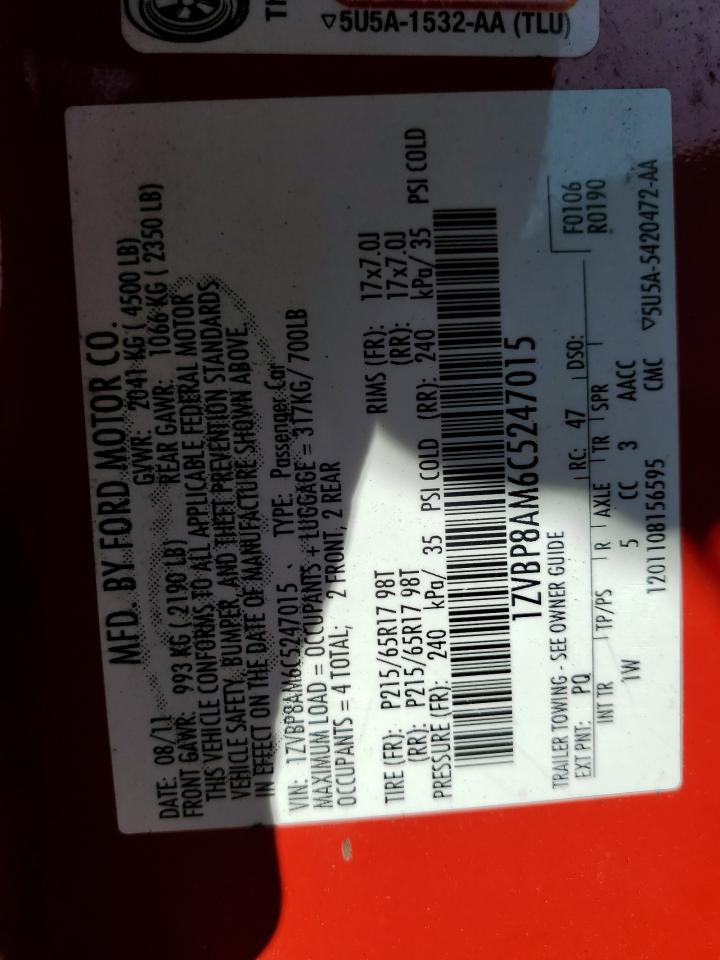 TH
▽5U5A-1532-AA (TLU)
MFD. BY FORD MOTOR CO.
DATE: 08/11 GVWR: 2041 KG ( 4500 LB)
FRONT GAWR: 993 KG ( 2190 LB) REAR GAWR: 1066 KG ( 2350 LB)
THIS VEHICLE CONFORMS TO ALL APPLICABLE FEDERAL MOTOR
VEHICLE SAFETY, BUMPER, AND THEFT PREVENTION STANDARDS
IN EFFECT ON THE DATE OF MANUFACTURE SHOWN ABOVE.
VIN: 1ZVBP8AM6C5247015 TYPE: Passenger Car
MAXIMUM LOAD = OCCUPANTS + LUGGAGE = 317KG/ 700LB
OCCUPANTS = 4 TOTAL; 2 FRONT, 2 REAR
TIRE (FR): P215/65R17 98T RIMS (FR): 17x7.0J
(RR): P215/65R17 98T (RR): 17x7.0J
PRESSURE (FR): 240 kPa/ 35 PSI COLD (RR): 240 kPa/ 35 PSI COLD
1ZVBP8AM6C5247015
TRAILER TOWING - SEE OWNER GUIDE F0106
EXT PNT: PQ RC: 47 DSO: R0190
INT TR TP/PS R AXLE TR SPR
1W 5 CC 3 AACC
1201108156595 CMC ▽5U5A-5420472-AA